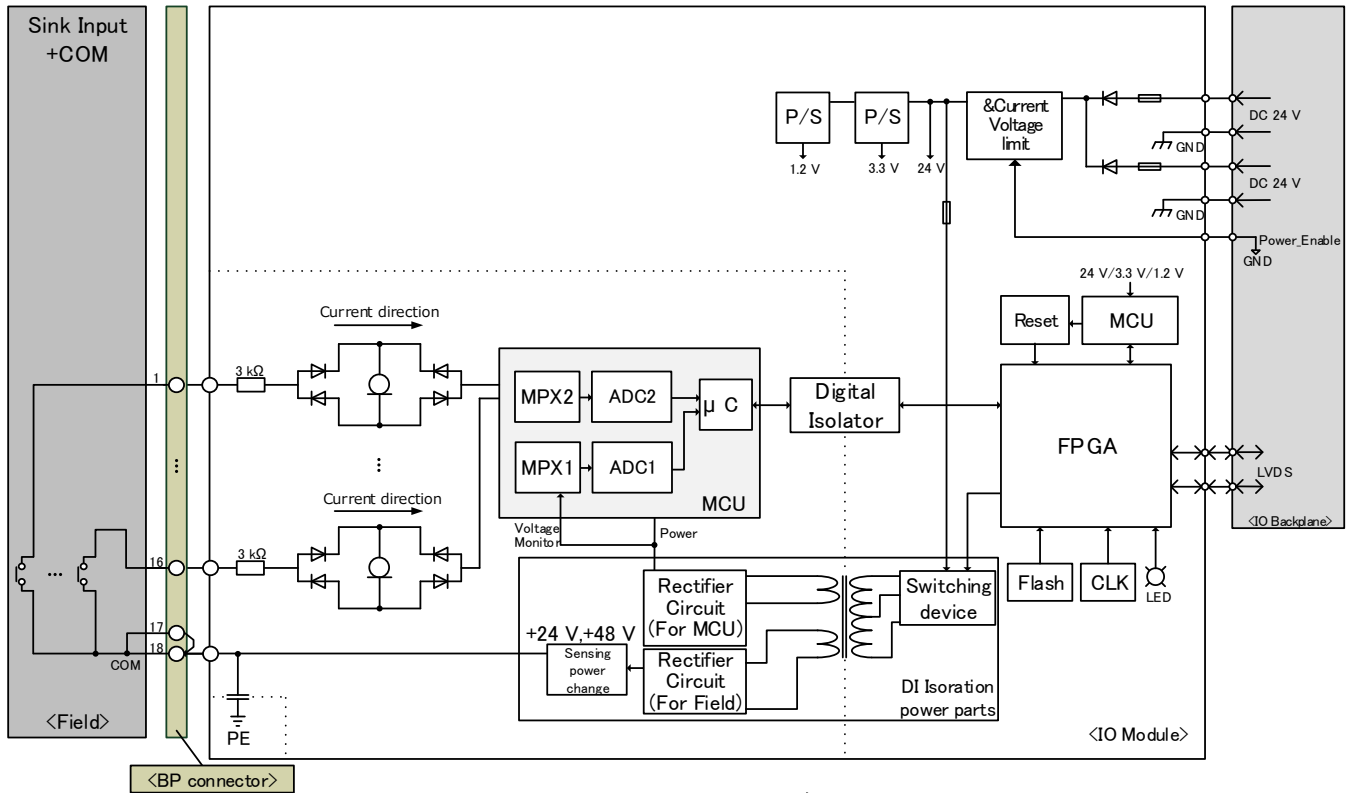 Sink Input
+COM
P/S
P/S
&Current
Voltage
limit
DC 24 V
GND
1.2 V
3.3 V
24 V
DC 24 V
GND
Power_Enable
GND
24 V/3.3 V/1.2 V
Current direction
Reset
MCU
1
3 kΩ
MPX2
ADC2
μ C
Digital
Isolator
FPGA
MPX1
ADC1
LVDS
Current direction
MCU
Voltage
Monitor
Power
<IO Backplane>
16
3 kΩ
...
Rectifier
Circuit
(For MCU)
Switching
device
Flash
CLK
LED
17
18
COM
+24 V,+48 V
Sensing
power
change
Rectifier
Circuit
(For Field)
DI Isoration
power parts
<Field>
PE
<IO Module>
<BP connector>